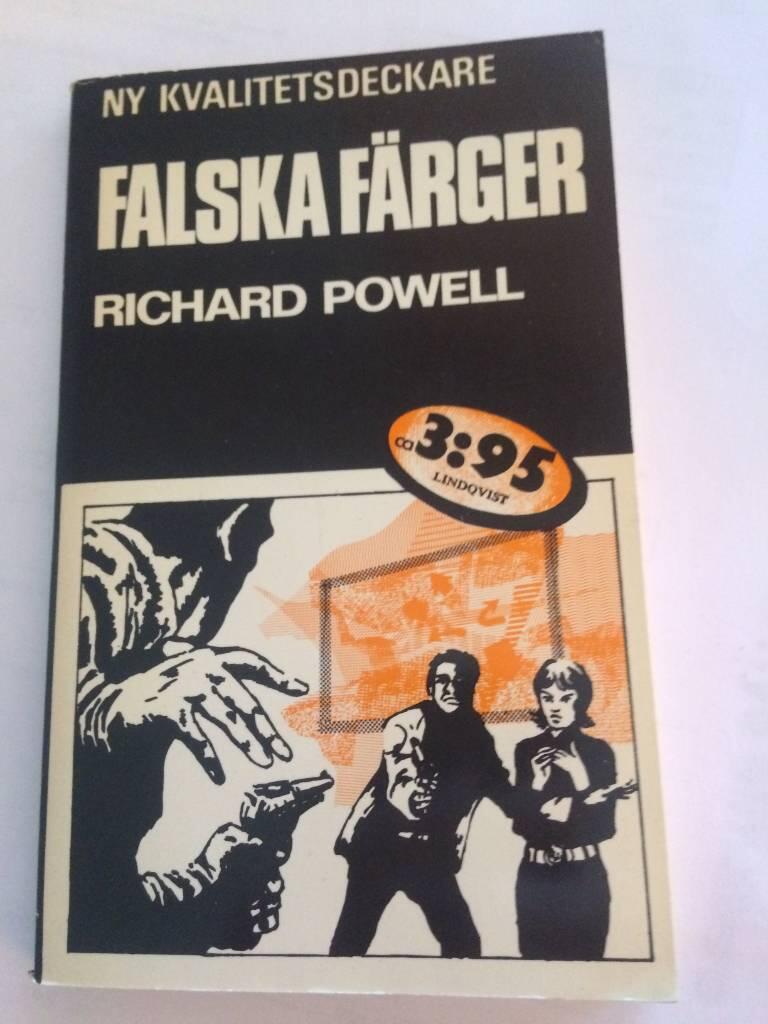 NY KVALITETSDECKARE
FALSKA FÄRGER
RICHARD POWELL
ca 3:95
LINDQVIST